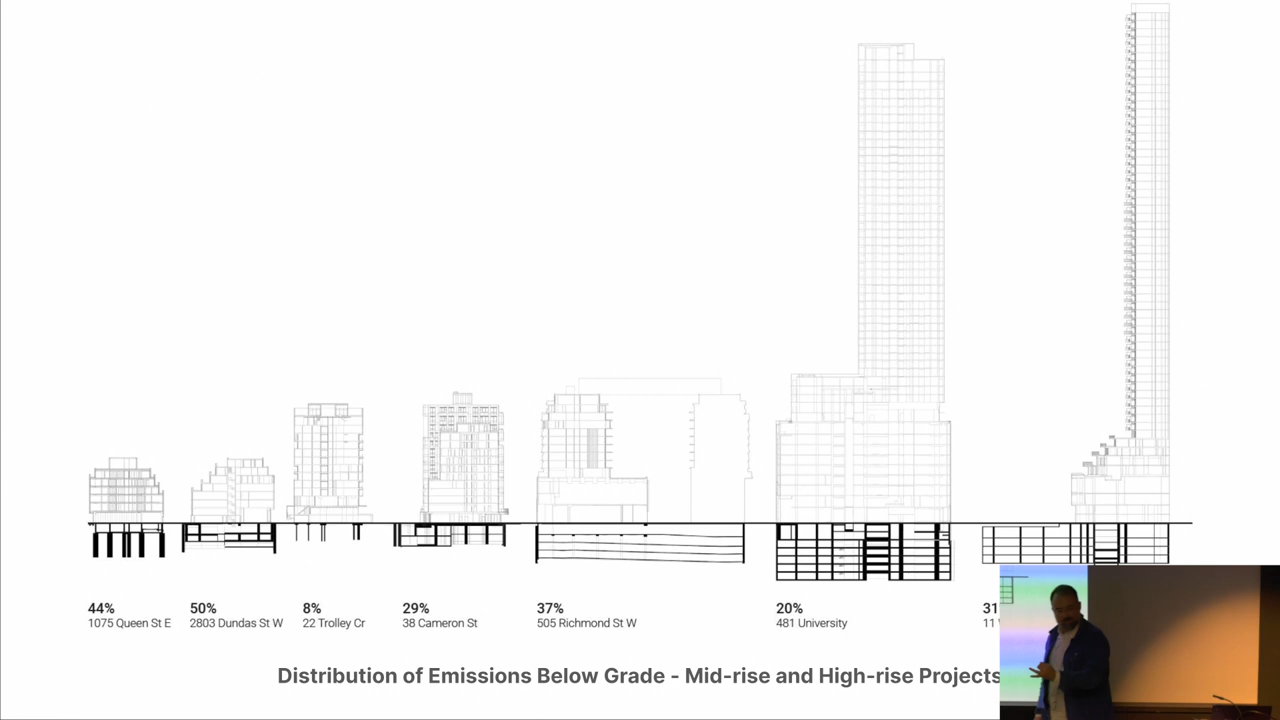 44%
1075 Queen St E
50%
2803 Dundas St W
8%
22 Trolley Cr
29%
38 Cameron St
37%
505 Richmond St W
20%
481 University
31
11
Distribution of Emissions Below Grade - Mid-rise and High-rise Projects